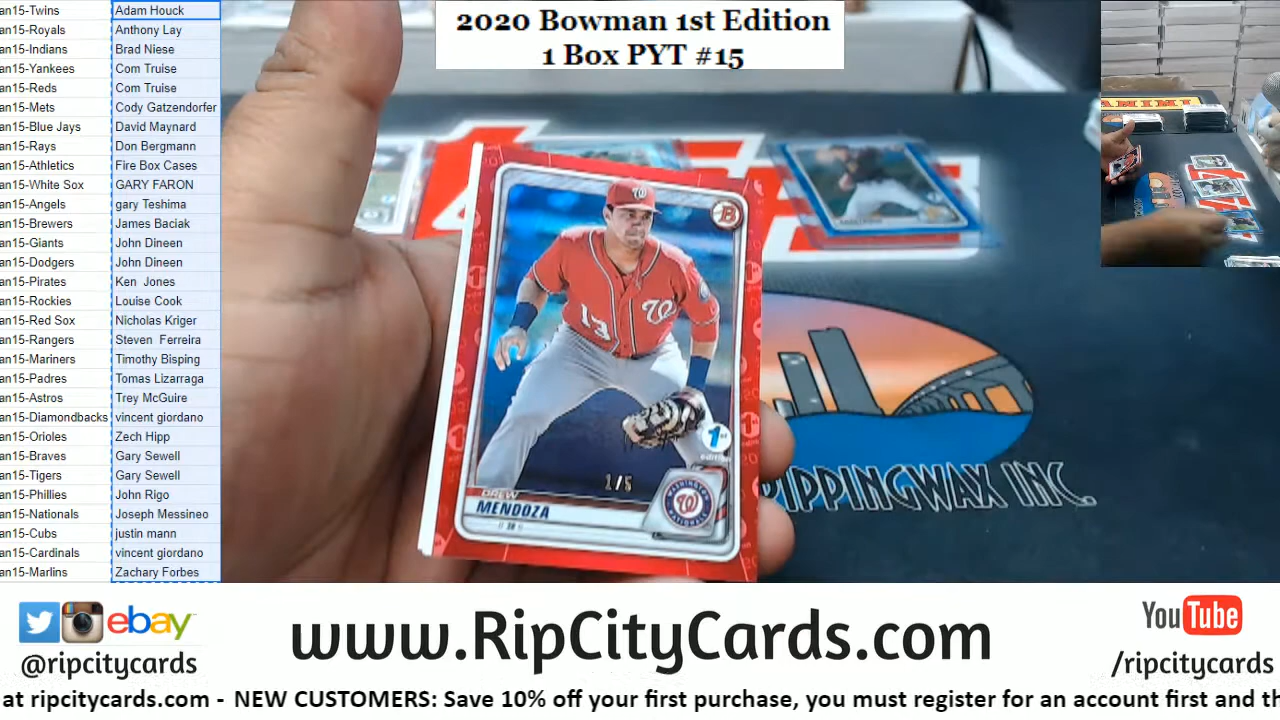 2020 Bowman 1st Edition
1 Box PYT #15
an15-Twins Adam Houck
an15-Royals Anthony Lay
an15-Indians Brad Niese
an15-Yankees Com Truise
an15-Reds Com Truise
an15-Mets Cody Gatzendorfer
an15-Blue Jays David Maynard
an15-Rays Don Bergmann
an15-Athletics Fire Box Cases
an15-White Sox GARY FARON
an15-Angels gary Teshima
an15-Brewers James Baciak
an15-Giants John Dineen
an15-Dodgers John Dineen
an15-Pirates Ken Jones
an15-Rockies Louise Cook
an15-Red Sox Nicholas Kriger
an15-Rangers Steven Ferreira
an15-Mariners Timothy Bisping
an15-Padres Tomas Lizarraga
an15-Astros Trey McGuire
an15-Diamondbacks vincent giordano
an15-Orioles Zech Hipp
an15-Braves Gary Sewell
an15-Tigers Gary Sewell
an15-Phillies John Rigo
an15-Nationals Joseph Messineo
an15-Cubs justin mann
an15-Cardinals vincent giordano
an15-Marlins Zachary Forbes
B
W
13 W
1st
edition
1/5
DREW
MENDOZA
3B
WASHINGTON
W
NATIONALS
RIPPINGWAX INC.
PANINI
ebay
@ripcitycards
www.RipCityCards.com
YouTube
/ripcitycards
at ripcitycards.com - NEW CUSTOMERS: Save 10% off your first purchase, you must register for an account first and th